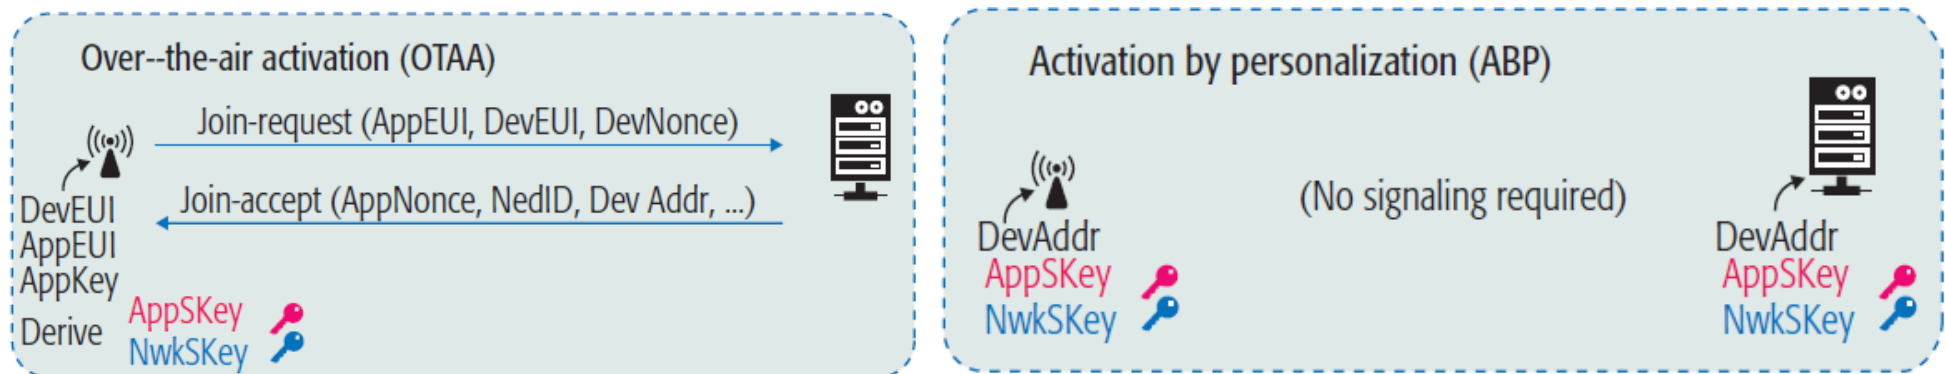 Over--the-air activation (OTAA)
Join-request (AppEUI, DevEUI, DevNonce)
Join-accept (AppNonce, NedID, Dev Addr, ...)
DevEUI
AppEUI
AppKey
Derive
AppSKey
NwkSKey
Activation by personalization (ABP)
(No signaling required)
DevAddr
AppSKey
NwkSKey
DevAddr
AppSKey
NwkSKey